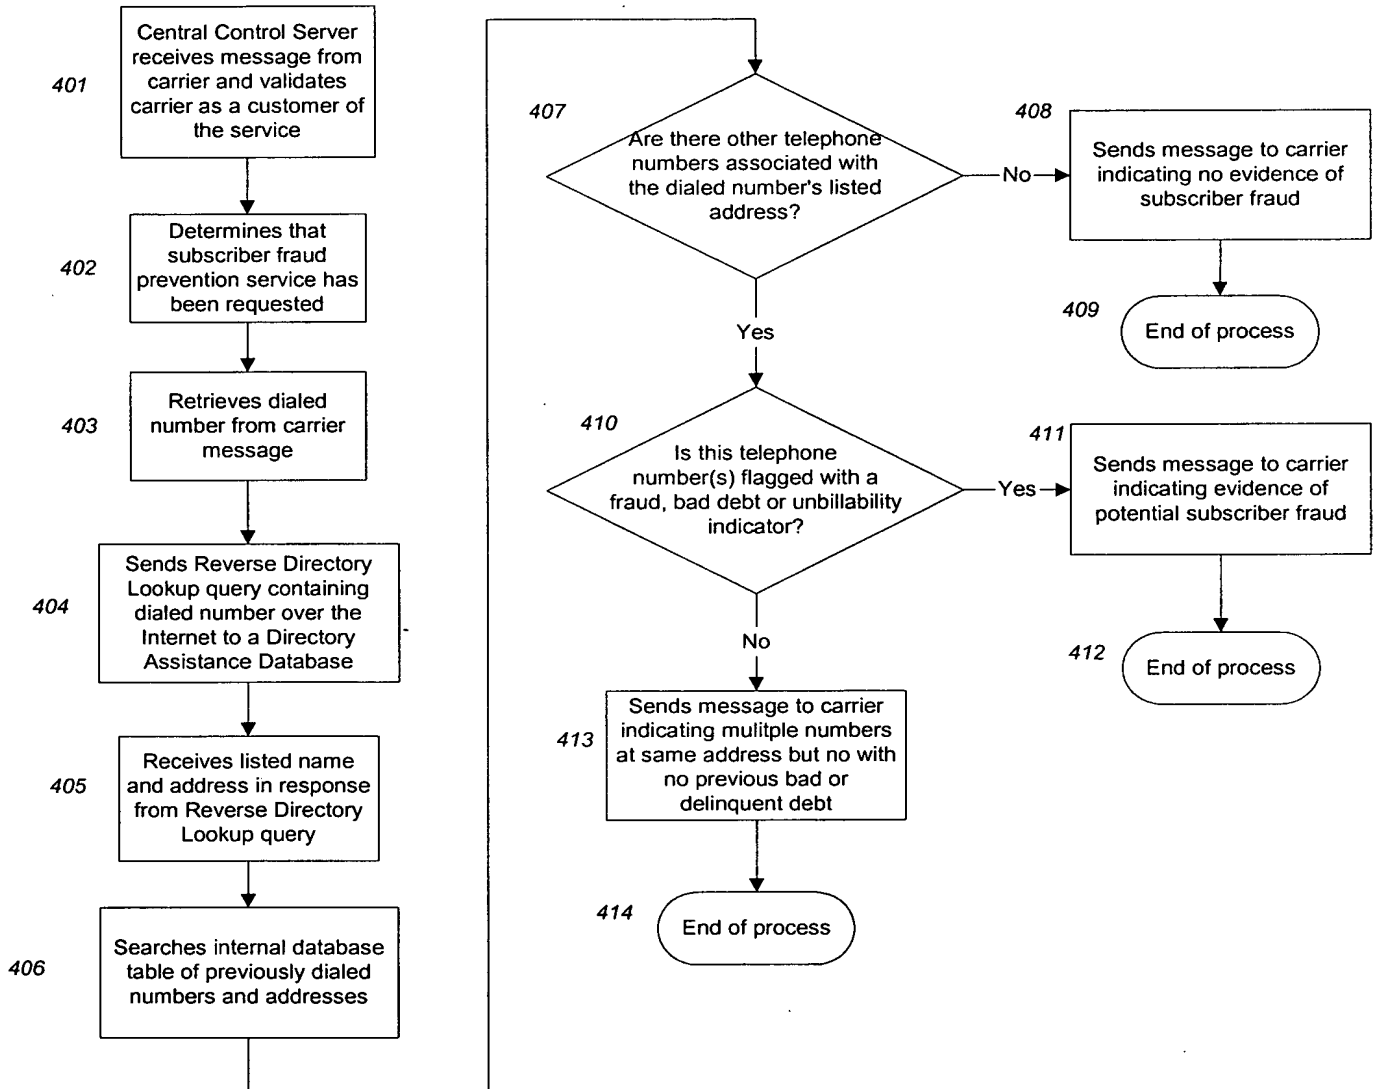 401
Central Control Server
receives message from
carrier and validates
carrier as a customer of
the service
402
Determines that
subscriber fraud
prevention service has
been requested
403
Retrieves dialed
number from carrier
message
404
Sends Reverse Directory
Lookup query containing
dialed number over the
Internet to a Directory
Assistance Database
405
Receives listed name
and address in response
from Reverse Directory
Lookup query
406
Searches internal database
table of previously dialed
numbers and addresses
407
Are there other telephone
numbers associated with
the dialed number's listed
address?
No
408
Sends message to carrier
indicating no evidence of
subscriber fraud
409
End of process
Yes
410
Is this telephone
number(s) flagged with a
fraud, bad debt or unbillability
indicator?
Yes
411
Sends message to carrier
indicating evidence of
potential subscriber fraud
412
End of process
No
413
Sends message to carrier
indicating mulitple numbers
at same address but no with
no previous bad or
delinquent debt
414
End of process